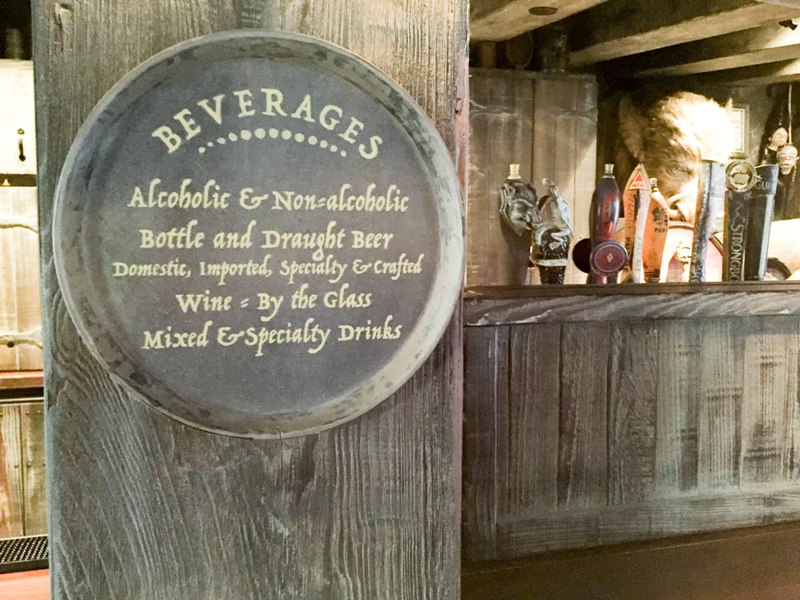 BEVERAGES
Alcoholic & Non=alcoholic
Bottle and Draught Beer
Domestic, Imported, Specialty & Crafted
Wine = By the Glass
Mixed & Specialty Drinks